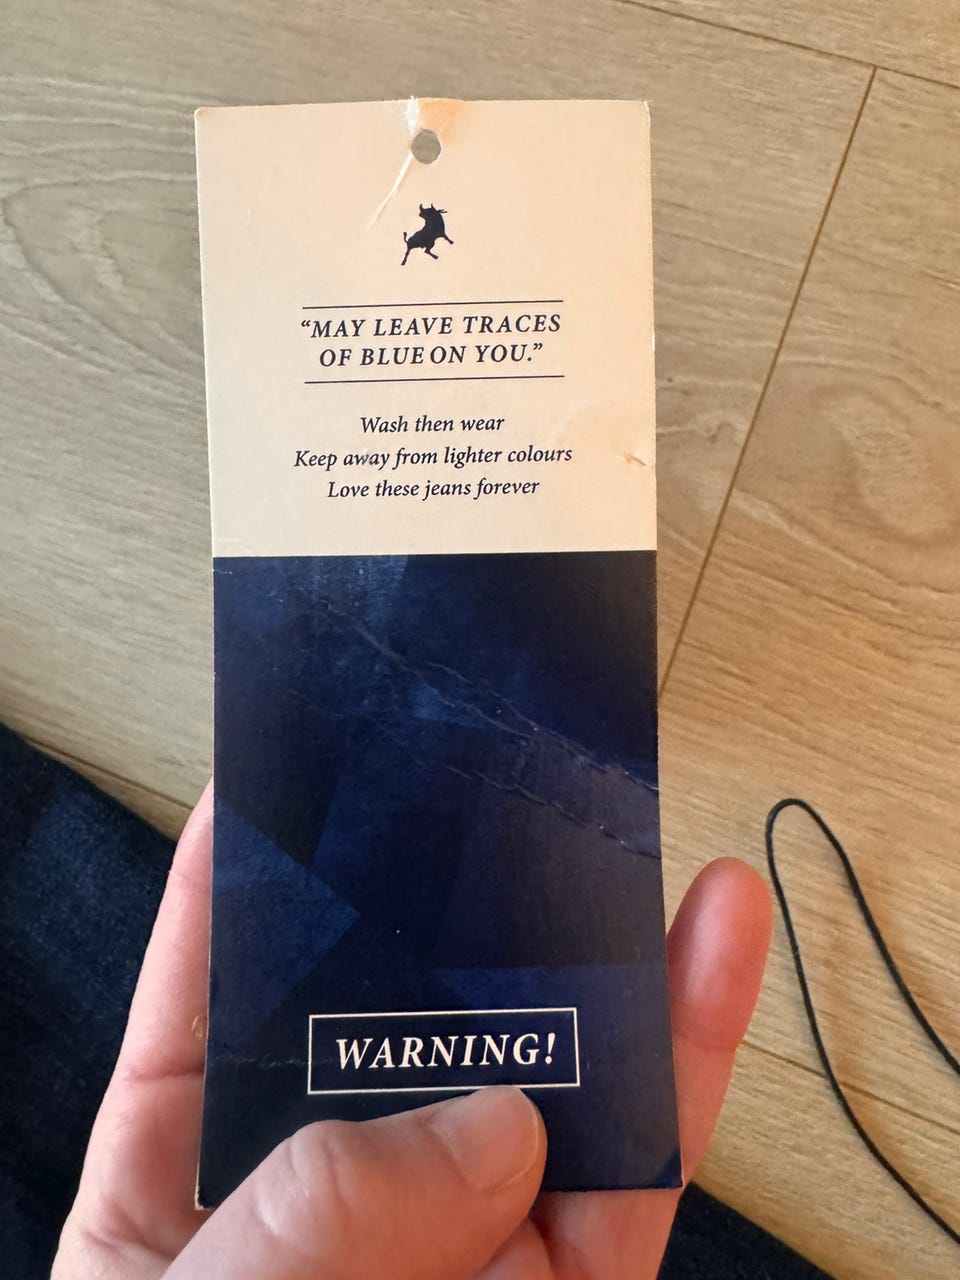 “MAY LEAVE TRACES
OF BLUE ON YOU.”
Wash then wear
Keep away from lighter colours
Love these jeans forever
WARNING!